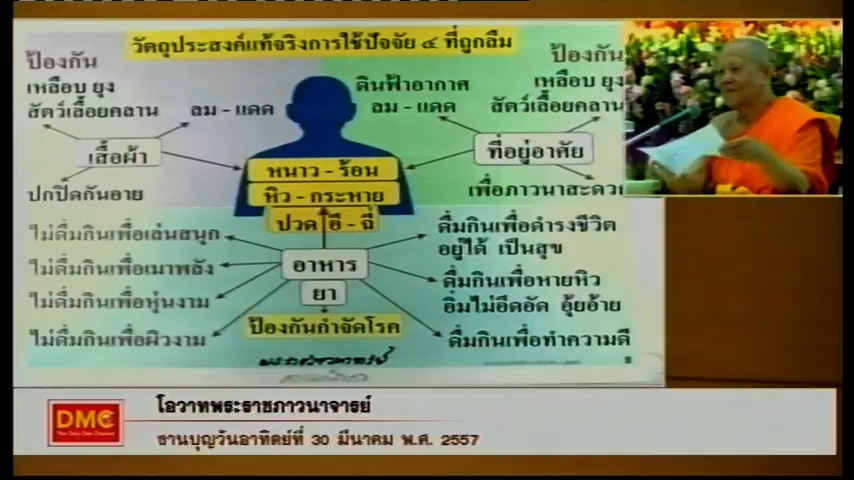 วัตถุประสงค์แท้จริงการใช้ปัจจัย ๔ ที่ถูกลืม
ป้องกัน
เหลือบ ยุง
สัตว์เลื้อยคลาน
ลม - แดด
เสื้อผ้า
ปกปิดกันอาย
ดินฟ้าอากาศ
ลม - แดด
ป้องกัน
เหลือบ ยุง
สัตว์เลื้อยคลาน
ที่อยู่อาศัย
เพื่อภาวนาสะดวก
หนาว - ร้อน
หิว - กระหาย
ปวด อึ - ฉี่
อาหาร
ยา
ป้องกันกำจัดโรค
ไม่ดื่มกินเพื่อเล่นสนุก
ไม่ดื่มกินเพื่อเมาพลัง
ไม่ดื่มกินเพื่อหุ่นงาม
ไม่ดื่มกินเพื่อผิวงาม
ดื่มกินเพื่อดำรงชีวิต
อยู่ได้ เป็นสุข
ดื่มกินเพื่อหายหิว
อิ่มไม่อึดอัด อุ้ยอ้าย
ดื่มกินเพื่อทำความดี
DMC
โอวาทพระราชภาวนาจารย์
งานบุญวันอาทิตย์ที่ 30 มีนาคม พ.ศ. 2557